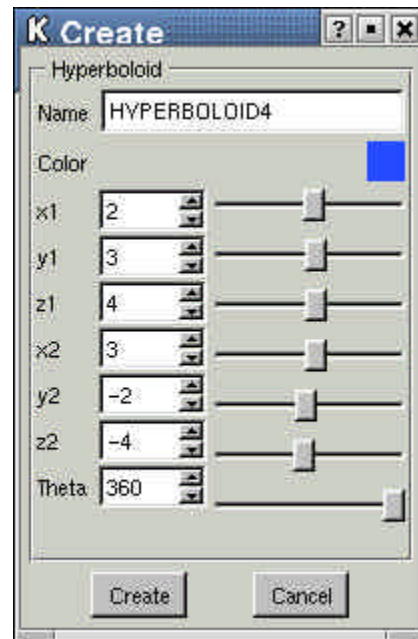 K Create ?
Hyperboloid
Name HYPERBOLOID4
Color
x1 2
y1 3
z1 4
x2 3
y2 -2
z2 -4
Theta 360
Create Cancel